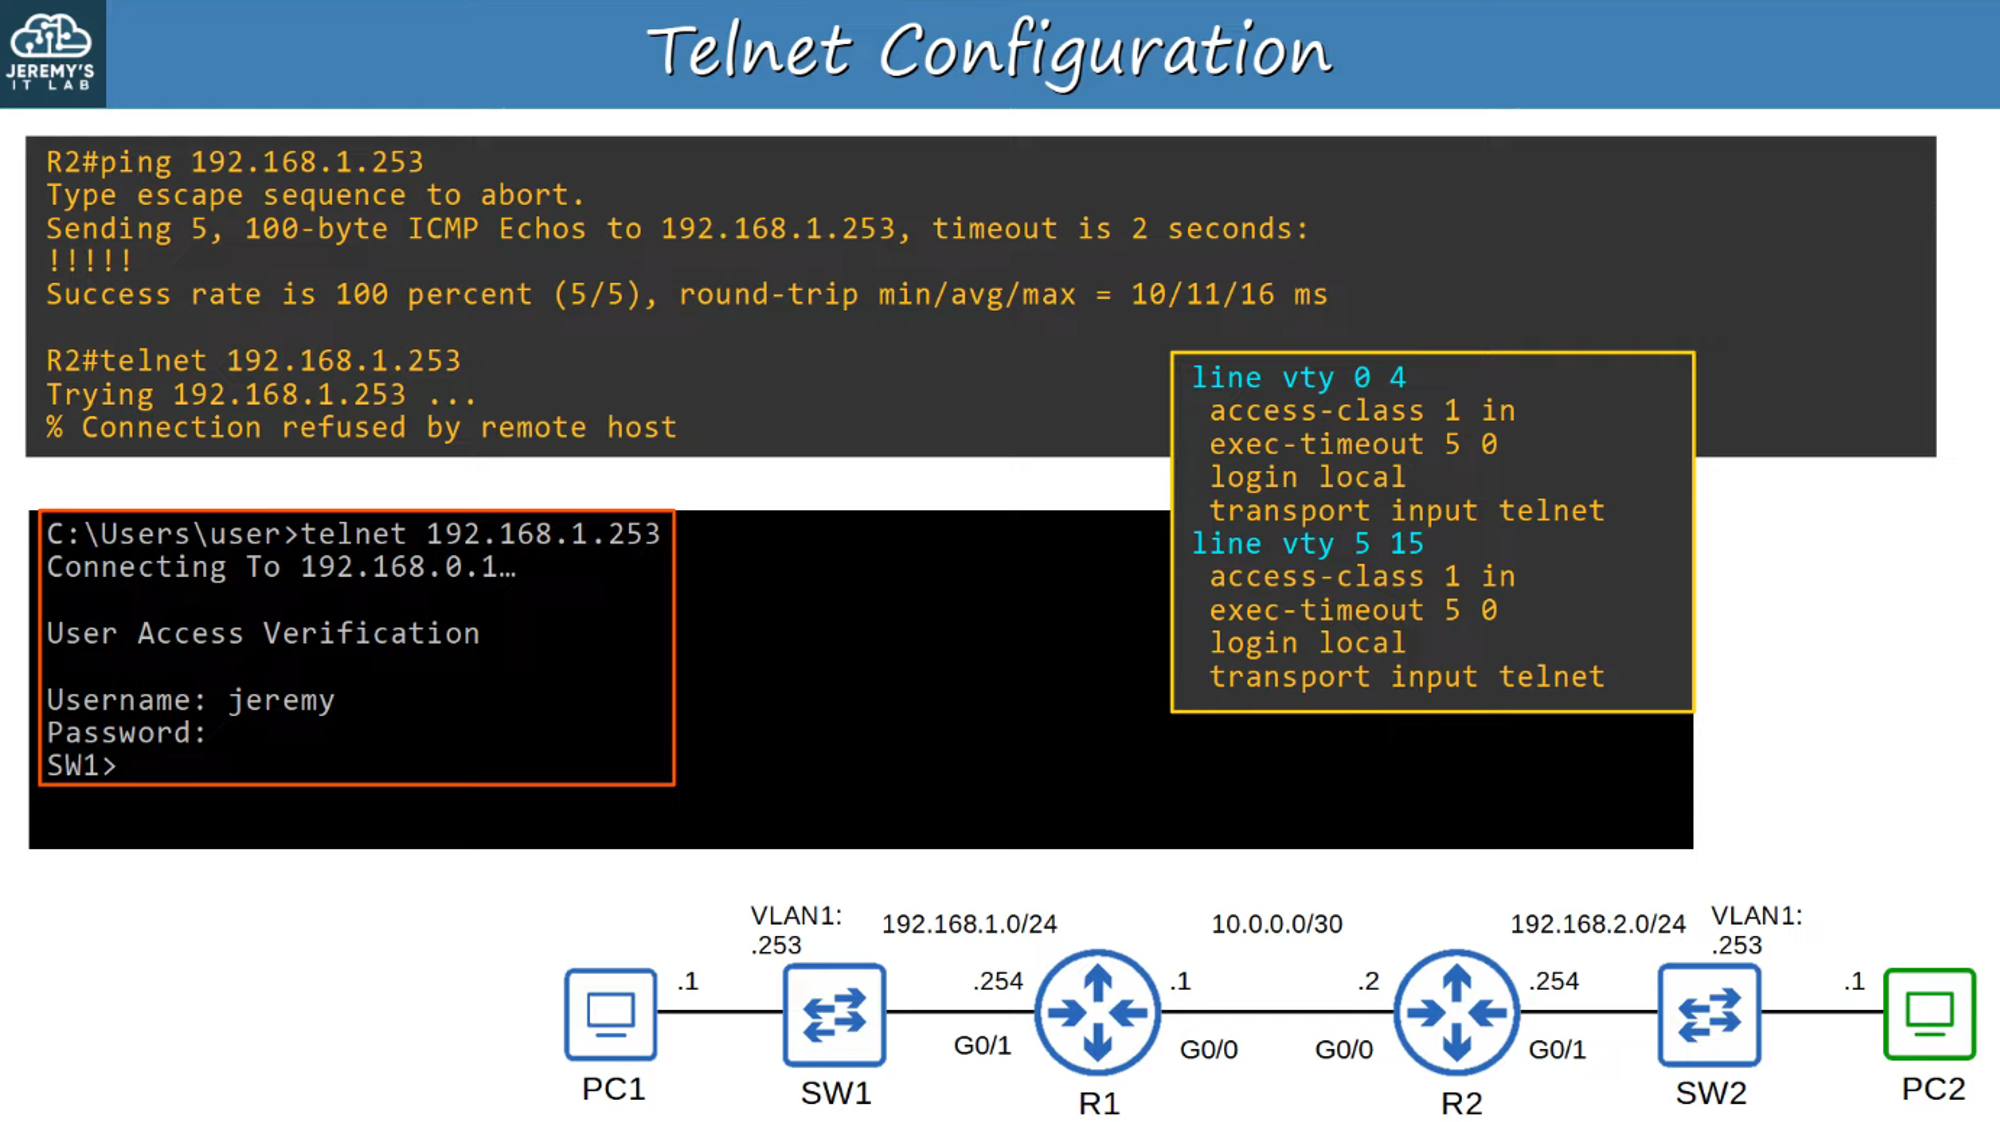 JEREMY'S
IT LAB
Telnet Configuration
R2#ping 192.168.1.253
Type escape sequence to abort.
Sending 5, 100-byte ICMP Echos to 192.168.1.253, timeout is 2 seconds:
!!!!!
Success rate is 100 percent (5/5), round-trip min/avg/max = 10/11/16 ms
R2#telnet 192.168.1.253
Trying 192.168.1.253 ...
% Connection refused by remote host
line vty 0 4
access-class 1 in
exec-timeout 5 0
login local
transport input telnet
line vty 5 15
access-class 1 in
exec-timeout 5 0
login local
transport input telnet
C:\Users\user>telnet 192.168.1.253
Connecting To 192.168.0.1…
User Access Verification
Username: jeremy
Password:
SW1>
VLAN1:
.253
192.168.1.0/24
10.0.0.0/30
192.168.2.0/24
VLAN1:
.253
.1
.254
.1
.2
.254
.1
G0/1
G0/0
G0/0
G0/1
PC1
SW1
R1
R2
SW2
PC2